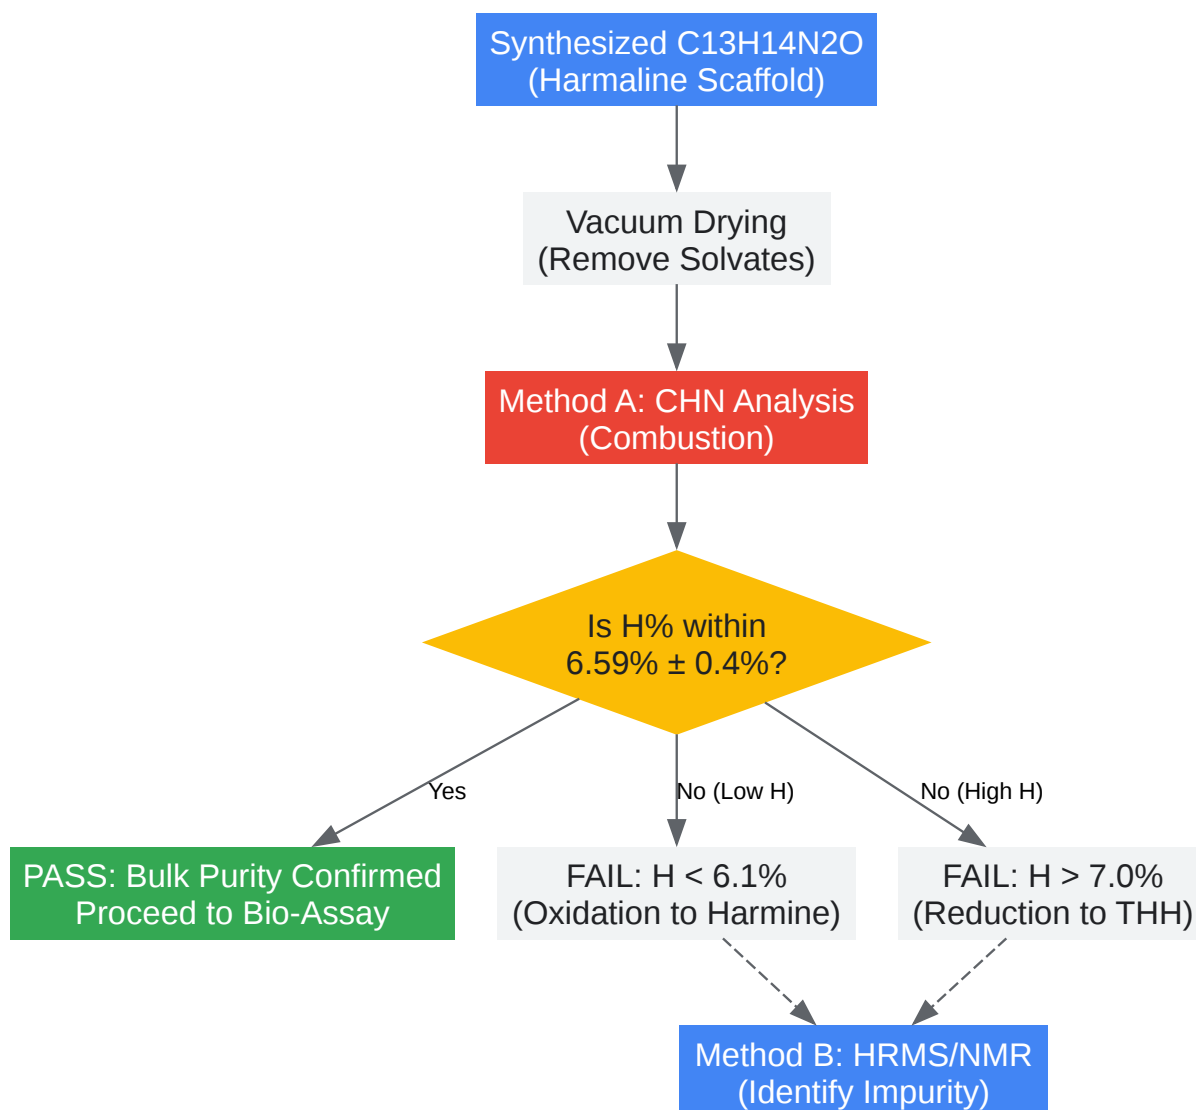 Synthesized C13H14N2O
(Harmaline Scaffold)
Vacuum Drying
(Remove Solvates)
Method A: CHN Analysis
(Combustion)
Is H% within
6.59% ± 0.4%?
Yes
No (Low H)
No (High H)
PASS: Bulk Purity Confirmed
Proceed to Bio-Assay
FAIL: H < 6.1%
(Oxidation to Harmine)
FAIL: H > 7.0%
(Reduction to THH)
Method B: HRMS/NMR
(Identify Impurity)